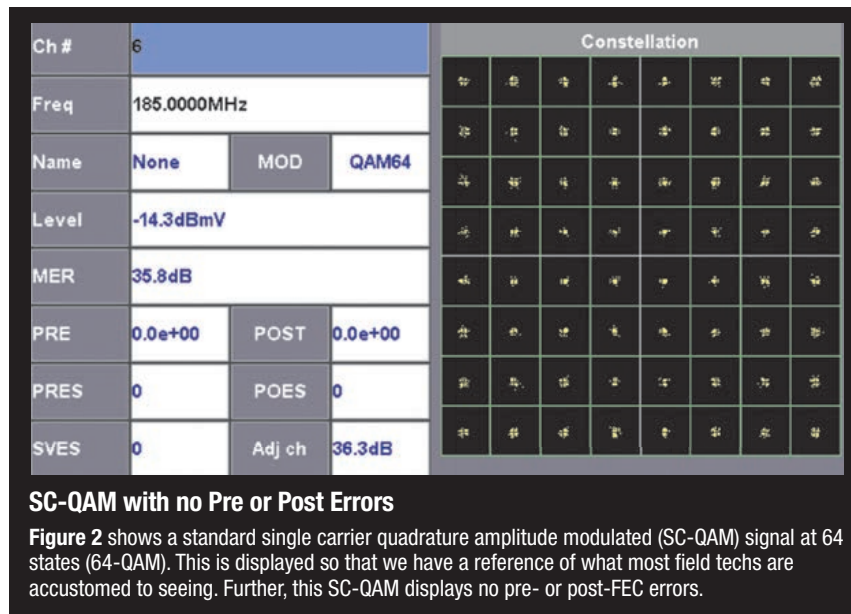 Ch # 6
Constellation
Freq 185.0000MHz
Name None MOD QAM64
Level -14.3dBmV
MER 35.8dB
PRE 0.0e+00 POST 0.0e+00
PRES 0 POES 0
SVES 0 Adj ch 36.3dB
SC-QAM with no Pre or Post Errors
Figure 2 shows a standard single carrier quadrature amplitude modulated (SC-QAM) signal at 64
states (64-QAM). This is displayed so that we have a reference of what most field techs are
accustomed to seeing. Further, this SC-QAM displays no pre- or post-FEC errors.